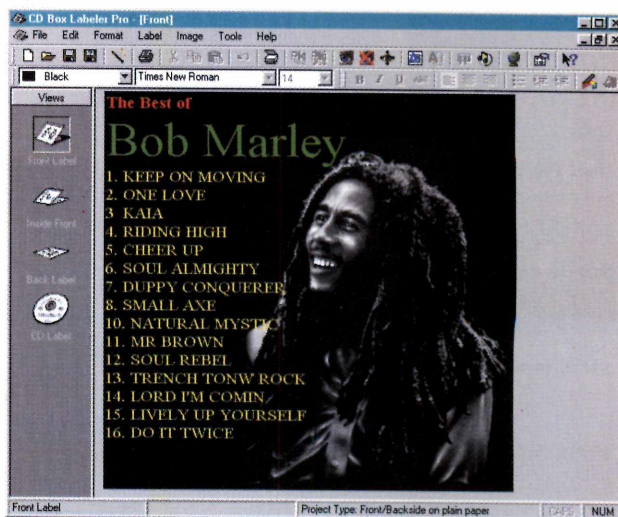 CD Box Labeler Pro - [Front]
File Edit Format Label Image Tools Help
Black Times New Roman 14 B I U
Views
Front Label
Inside Front
Back Label
CD Label
The Best of
Bob Marley
1. KEEP ON MOVING
2. ONE LOVE
3 KAIA
4. RIDING HIGH
5. CHEER UP
6. SOUL ALMIGHTY
7. DUPPY CONQUERER
8. SMALL AXE
10. NATURAL MYSTIC
11. MR BROWN
12. SOUL REBEL
13. TRENCH TONW ROCK
14. LORD I'M COMIN
15. LIVELY UP YOURSELF
16. DO IT TWICE
Front Label Project Type: Front/Backside on plain paper CAPS NUM